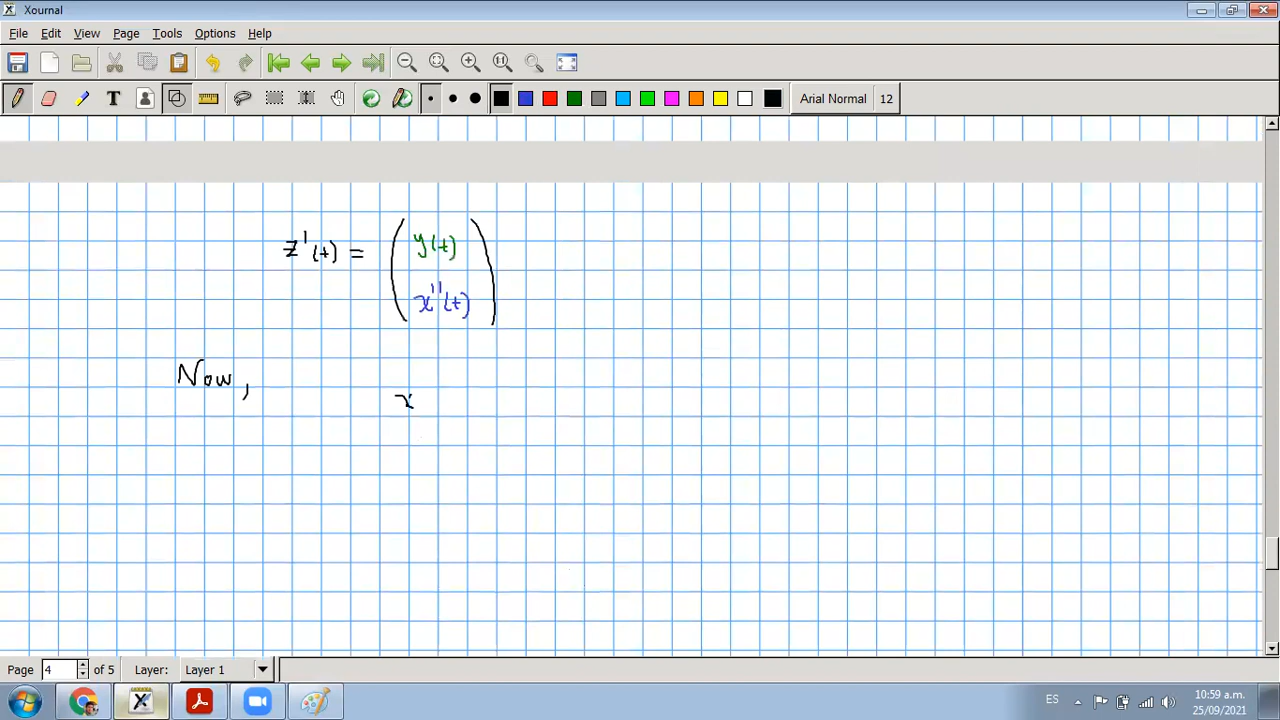 Xournal
File Edit View Page Tools Options Help
Arial Normal 12
z'(t) = ( y(t)
x''(t) )
Now,
x
Page 4 of 5 Layer: Layer 1
ES 10:59 a.m.
25/09/2021